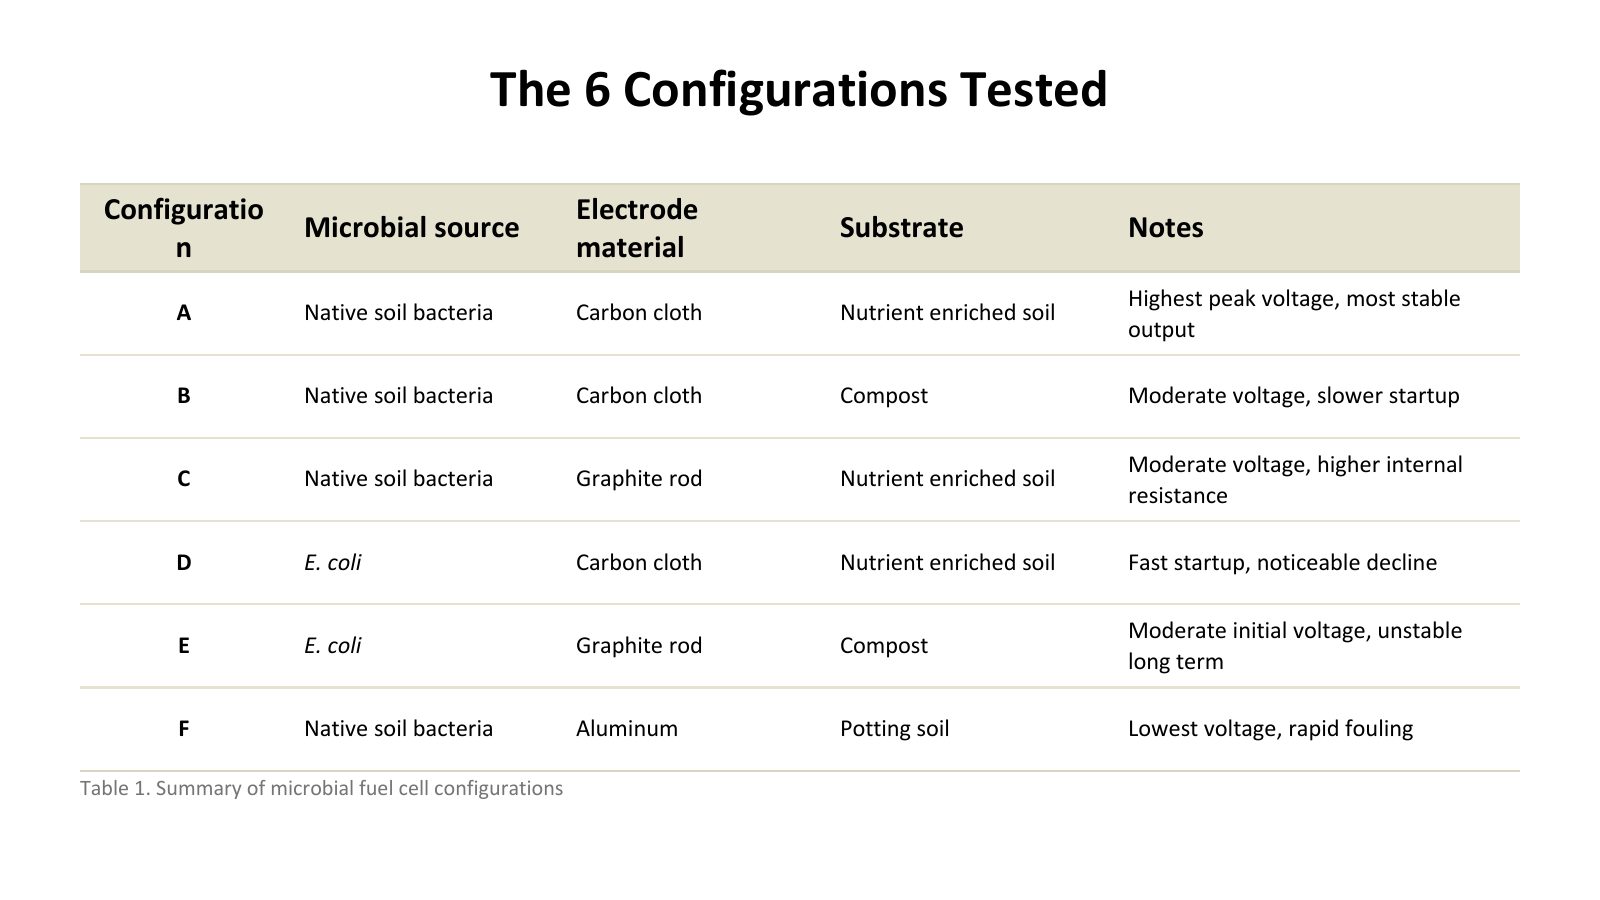 The 6 Configurations Tested
Configuratio
n
Microbial source
Electrode
material
Substrate
Notes
A
Native soil bacteria
Carbon cloth
Nutrient enriched soil
Highest peak voltage, most stable
output
B
Native soil bacteria
Carbon cloth
Compost
Moderate voltage, slower startup
C
Native soil bacteria
Graphite rod
Nutrient enriched soil
Moderate voltage, higher internal
resistance
D
E. coli
Carbon cloth
Nutrient enriched soil
Fast startup, noticeable decline
E
E. coli
Graphite rod
Compost
Moderate initial voltage, unstable
long term
F
Native soil bacteria
Aluminum
Potting soil
Lowest voltage, rapid fouling
Table 1. Summary of microbial fuel cell configurations